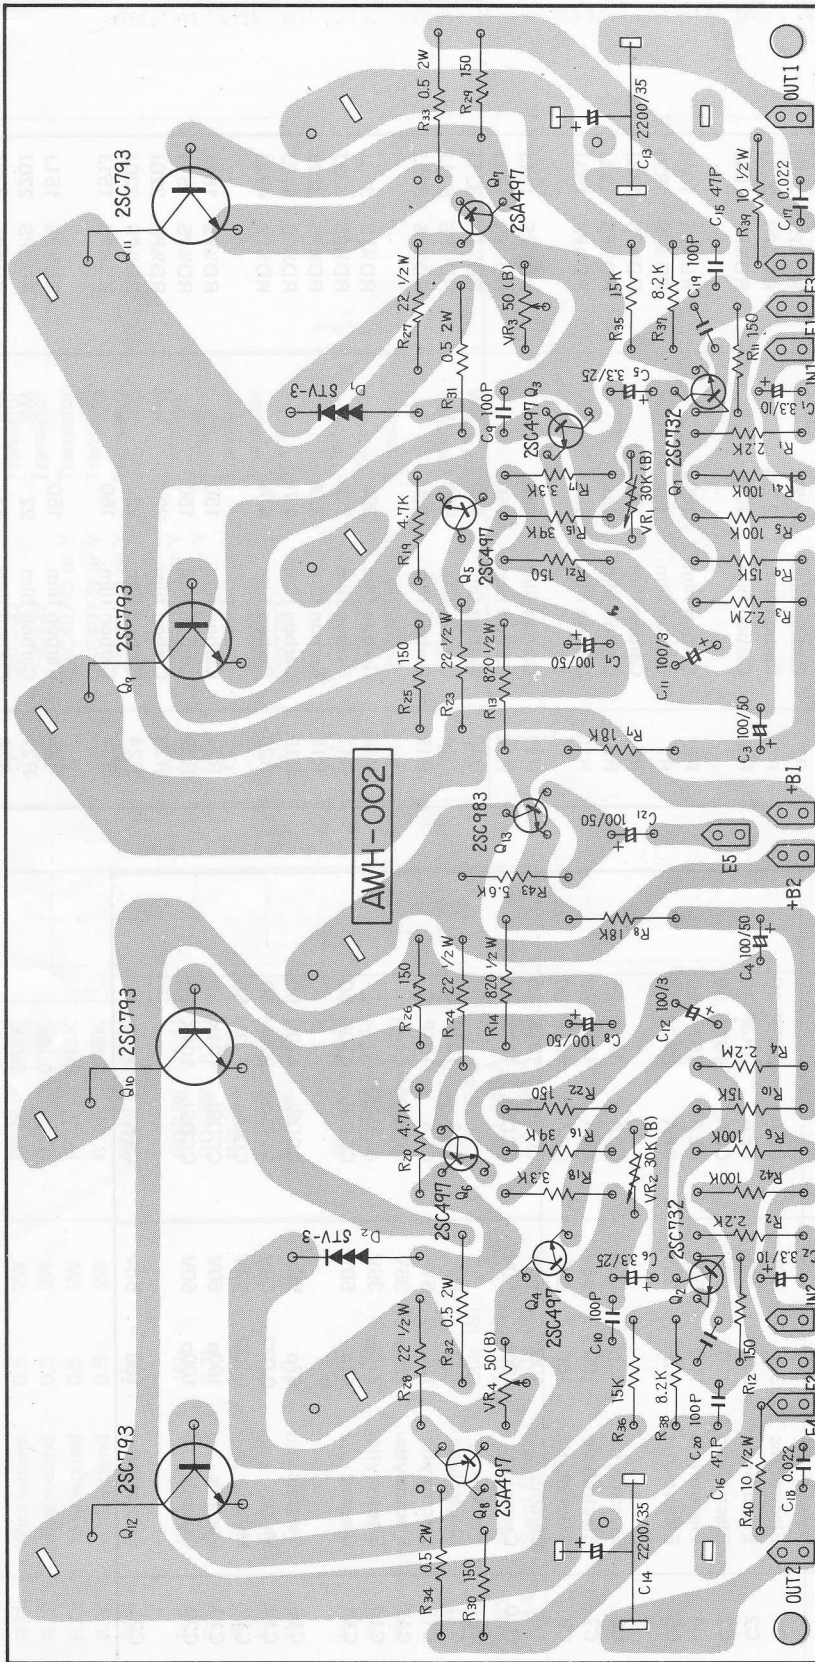 OUT1
R33 0.5 2W
R29 150
C13 2200/35
2SC793
Q11
Q7
2SA497
R39 10 1/2W
C15 47P
C17 0.022
R27 22 1/2W
R31 0.5 2W
VR3 50(B)
R35 15K
R37 8.2K
C19 100P
E3
E1
R11 150
IN1
D1 STV-3
C9 100P
Q3
2SC497
C5 3.3/25
Q1
2SC732
C1 3.3/10
R1 2.2K
R41 100K
R5 100K
R9 15K
R3 2.2M
R19 4.7K
Q5
2SC497
R17 3.3K
R15 39K
R21 150
VR1 30K(B)
2SC793
Q9
R25 150
R23 22 1/2W
R13 820 1/2W
C7 100/50
C11 100/3
R7 18K
C3 100/50
+B1
AWH-002
2SC983
Q13
C21 100/50
E5
R43 5.6K
+B2
R8 18K
C4 100/50
2SC793
Q10
R26 150
R24 22 1/2W
R14 820 1/2W
C8 100/50
C12 100/3
R4 2.2M
R10 15K
R6 100K
R42 100K
R2 2.2K
C2 3.3/10
R20 4.7K
Q6
2SC497
R22 150
R16 39K
R18 3.3K
VR2 30K(B)
D2 STV-3
Q4
2SC497
C6 3.3/25
Q2
2SC732
R28 22 1/2W
R32 0.5 2W
VR4 50(B)
C10 100P
R36 15K
R38 8.2K
C20 100P
C16 47P
R12 150
IN2
E2
E4
2SC793
Q12
Q8
2SA497
R34 0.5 2W
R30 150
C14 2200/35
R40 10 1/2W
C18 0.022
OUT2